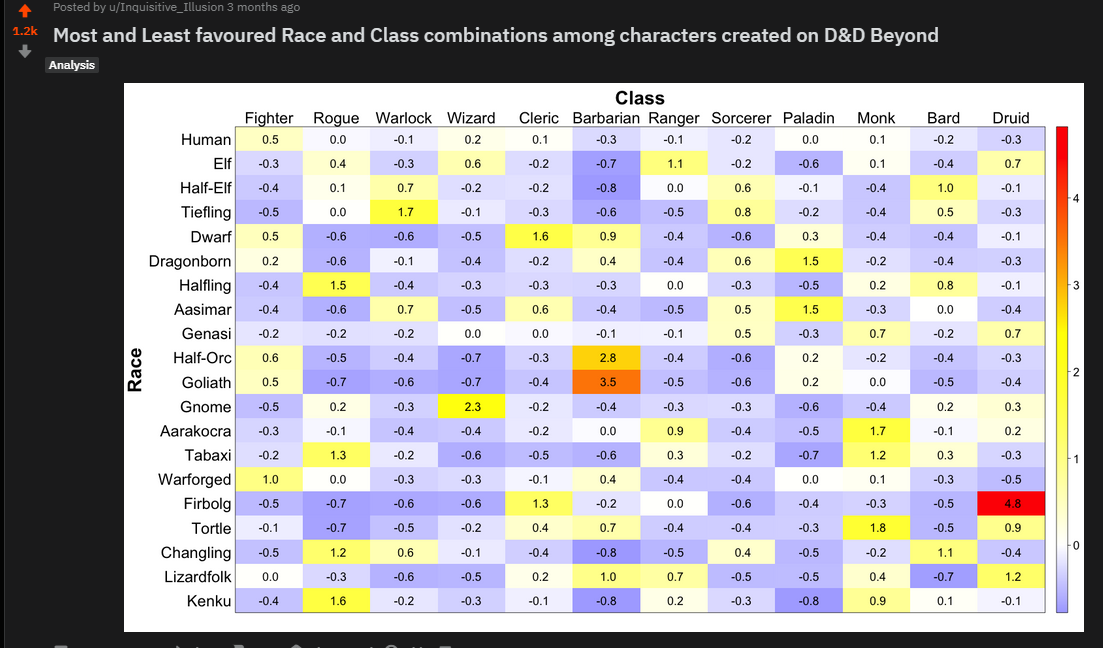 Posted by u/Inquisitive_Illusion 3 months ago
1.2k
Most and Least favoured Race and Class combinations among characters created on D&D Beyond
Analysis
Class
Fighter Rogue Warlock Wizard Cleric Barbarian Ranger Sorcerer Paladin Monk Bard Druid
Human 0.5 0.0 -0.1 0.2 0.1 -0.3 -0.1 -0.2 0.0 0.1 -0.2 -0.3
Elf -0.3 0.4 -0.3 0.6 -0.2 -0.7 1.1 -0.2 -0.6 0.1 -0.4 0.7
Half-Elf -0.4 0.1 0.7 -0.2 -0.2 -0.8 0.0 0.6 -0.1 -0.4 1.0 -0.1
Tiefling -0.5 0.0 1.7 -0.1 -0.3 -0.6 -0.5 0.8 -0.2 -0.4 0.5 -0.3
Dwarf 0.5 -0.6 -0.6 -0.5 1.6 0.9 -0.4 -0.6 0.3 -0.4 -0.4 -0.1
Dragonborn 0.2 -0.6 -0.1 -0.4 -0.2 0.4 -0.4 0.6 1.5 -0.2 -0.4 -0.3
Halfling -0.4 1.5 -0.4 -0.3 -0.3 -0.3 0.0 -0.3 -0.5 0.2 0.8 -0.1
Aasimar -0.4 -0.6 0.7 -0.5 0.6 -0.4 -0.5 0.5 1.5 -0.3 0.0 -0.4
Genasi -0.2 -0.2 -0.2 0.0 0.0 -0.1 -0.1 0.5 -0.3 0.7 -0.2 0.7
Half-Orc 0.6 -0.5 -0.4 -0.7 -0.3 2.8 -0.4 -0.6 0.2 -0.2 -0.4 -0.3
Goliath 0.5 -0.7 -0.6 -0.7 -0.4 3.5 -0.5 -0.6 0.2 0.0 -0.5 -0.4
Gnome -0.5 0.2 -0.3 2.3 -0.2 -0.4 -0.3 -0.3 -0.6 -0.4 0.2 0.3
Aarakocra -0.3 -0.1 -0.4 -0.4 -0.2 0.0 0.9 -0.4 -0.5 1.7 -0.1 0.2
Tabaxi -0.2 1.3 -0.2 -0.6 -0.5 -0.6 0.3 -0.2 -0.7 1.2 0.3 -0.3
Warforged 1.0 0.0 -0.3 -0.3 -0.1 0.4 -0.4 -0.4 0.0 0.1 -0.3 -0.5
Firbolg -0.5 -0.7 -0.6 -0.6 1.3 -0.2 0.0 -0.6 -0.4 -0.3 -0.5 4.8
Tortle -0.1 -0.7 -0.5 -0.2 0.4 0.7 -0.4 -0.4 -0.3 1.8 -0.5 0.9
Changling -0.5 1.2 0.6 -0.1 -0.4 -0.8 -0.5 0.4 -0.5 -0.2 1.1 -0.4
Lizardfolk 0.0 -0.3 -0.6 -0.5 0.2 1.0 0.7 -0.5 -0.5 0.4 -0.7 1.2
Kenku -0.4 1.6 -0.2 -0.3 -0.1 -0.8 0.2 -0.3 -0.8 0.9 0.1 -0.1
Race
4
3
2
1
0